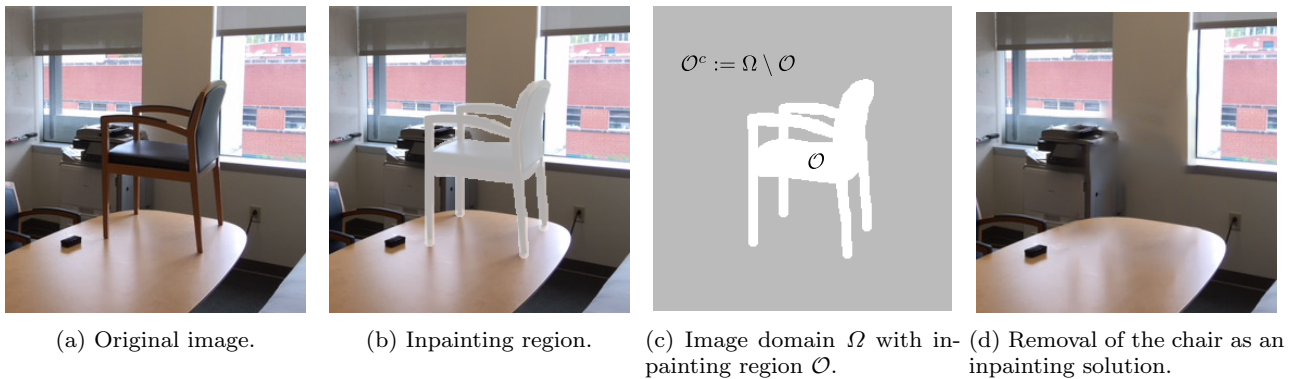 𝒪ᶜ := Ω \ 𝒪
𝒪
(a) Original image.
(b) Inpainting region.
(c) Image domain Ω with in-
painting region 𝒪.
(d) Removal of the chair as an
inpainting solution.